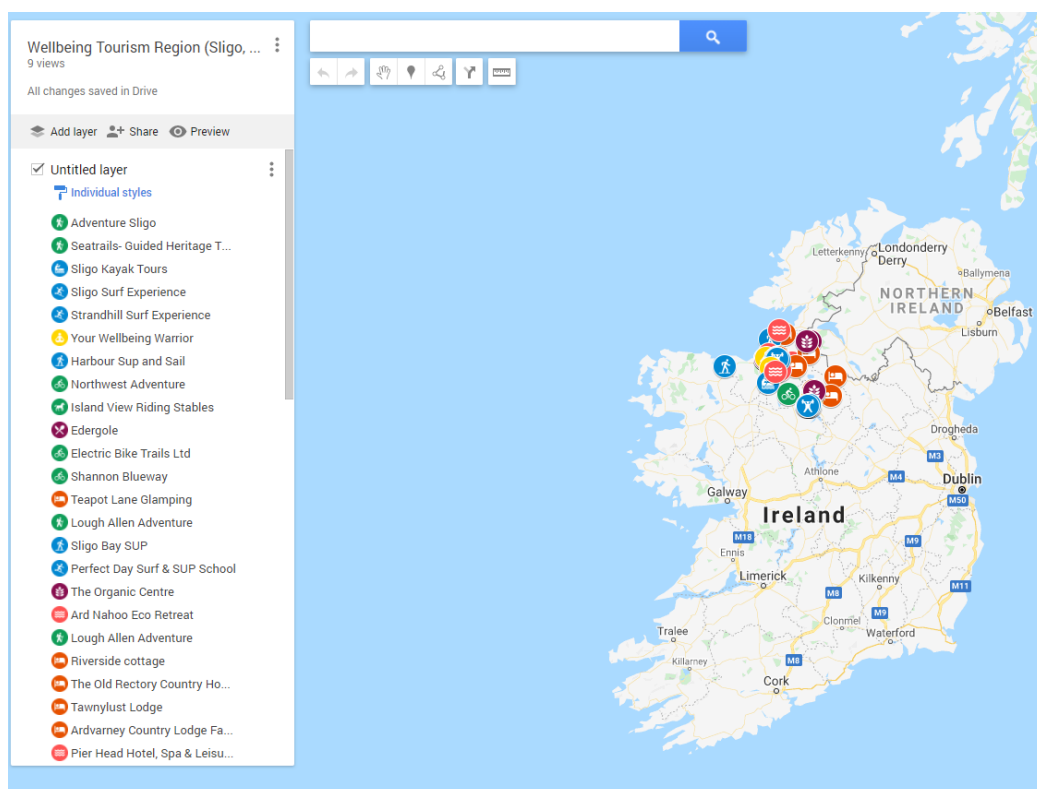 Wellbeing Tourism Region (Sligo, ...
9 views
All changes saved in Drive
Add layer Share Preview
Untitled layer
Individual styles
Adventure Sligo
Seatrails- Guided Heritage T...
Sligo Kayak Tours
Sligo Surf Experience
Strandhill Surf Experience
Your Wellbeing Warrior
Harbour Sup and Sail
Northwest Adventure
Island View Riding Stables
Edergole
Electric Bike Trails Ltd
Shannon Blueway
Teapot Lane Glamping
Lough Allen Adventure
Sligo Bay SUP
Perfect Day Surf & SUP School
The Organic Centre
Ard Nahoo Eco Retreat
Lough Allen Adventure
Riverside cottage
The Old Rectory Country Ho...
Tawnylust Lodge
Ardvarney Country Lodge Fa...
Pier Head Hotel, Spa & Leisu...
Letterkenny
Londonderry
Derry
Ballymena
NORTHERN
IRELAND
Belfast
Lisburn
Drogheda
M3
Athlone
M4
Dublin
M50
Galway
Ireland
M18
M9
Ennis
Limerick
Kilkenny
M11
M8
M9
Clonmel
Waterford
Tralee
Killarney
M8
Cork